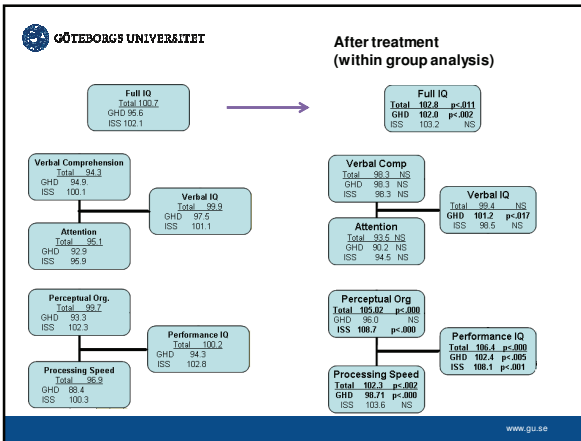 GÖTEBORGS UNIVERSITET
After treatment
(within group analysis)
Full IQ
Total 100.7
GHD 95.6
ISS 102.1
Full IQ
Total 102.8 p<.011
GHD 102.0 p<.002
ISS 103.2 NS
Verbal Comprehension
Total 94.3
GHD 94.9.
ISS 100.1
Verbal IQ
Total 99.9
GHD 97.5
ISS 101.1
Attention
Total 95.1
GHD 92.9
ISS 95.9
Verbal Comp
Total 98.3 NS
GHD 98.3 NS
ISS 98.3 NS
Verbal IQ
Total 99.4 NS
GHD 101.2 p<.017
ISS 98.5 NS
Attention
Total 93.5 NS
GHD 90.2 NS
ISS 94.5 NS
Perceptual Org.
Total 99.7
GHD 93.3
ISS 102.3
Performance IQ
Total 100.2
GHD 94.3
ISS 102.8
Processing Speed
Total 96.9
GHD 88.4
ISS 100.3
Perceptual Org
Total 105.02 p<.000
GHD 96.0 NS
ISS 108.7 p<.000
Performance IQ
Total 106.4 p<.000
GHD 102.4 p<.005
ISS 108.1 p<.001
Processing Speed
Total 102.3 p<.002
GHD 98.71 p<.000
ISS 103.6 NS
www.gu.se